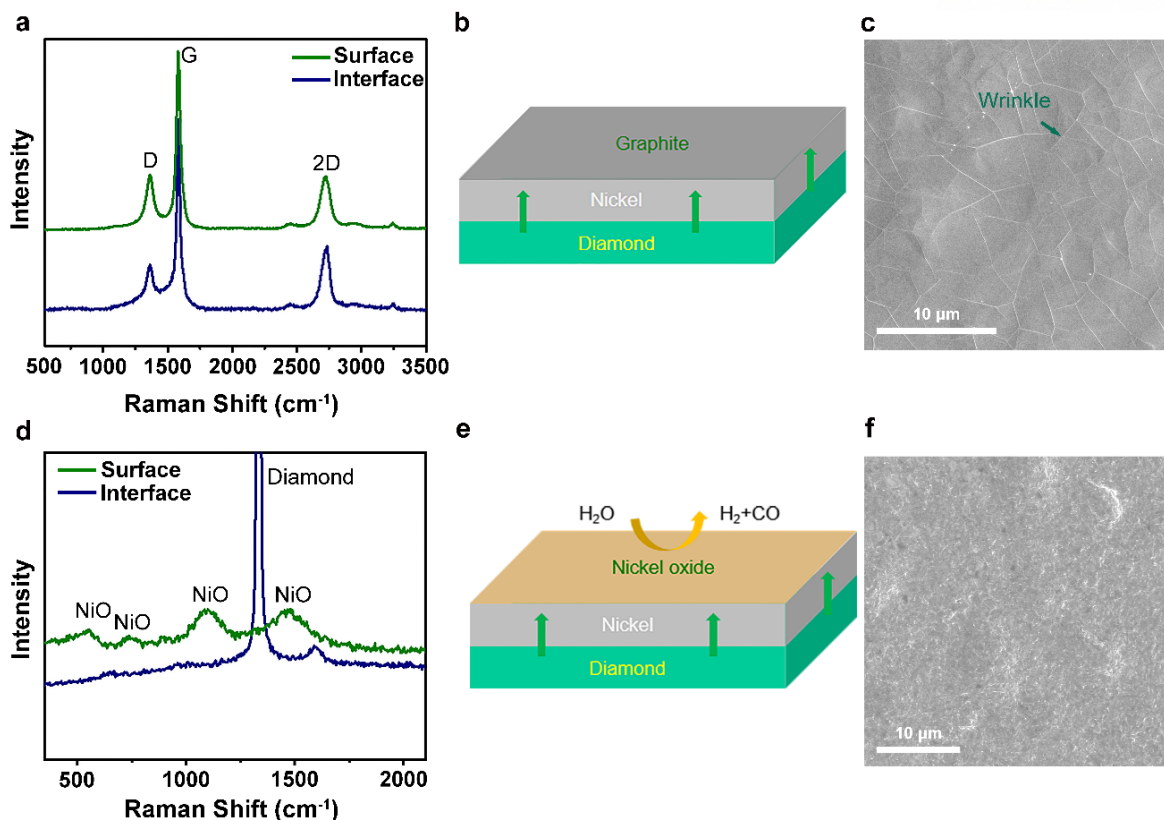 a
Surface
Interface
G
D
2D
Intensity
500 1000 1500 2000 2500 3000 3500
Raman Shift (cm⁻¹)
b
Graphite
Nickel
Diamond
c
Wrinkle
10 µm
d
Surface
Interface
Diamond
NiO
NiO
NiO
NiO
Intensity
500 1000 1500 2000
Raman Shift (cm⁻¹)
e
H₂O
H₂+CO
Nickel oxide
Nickel
Diamond
f
10 µm